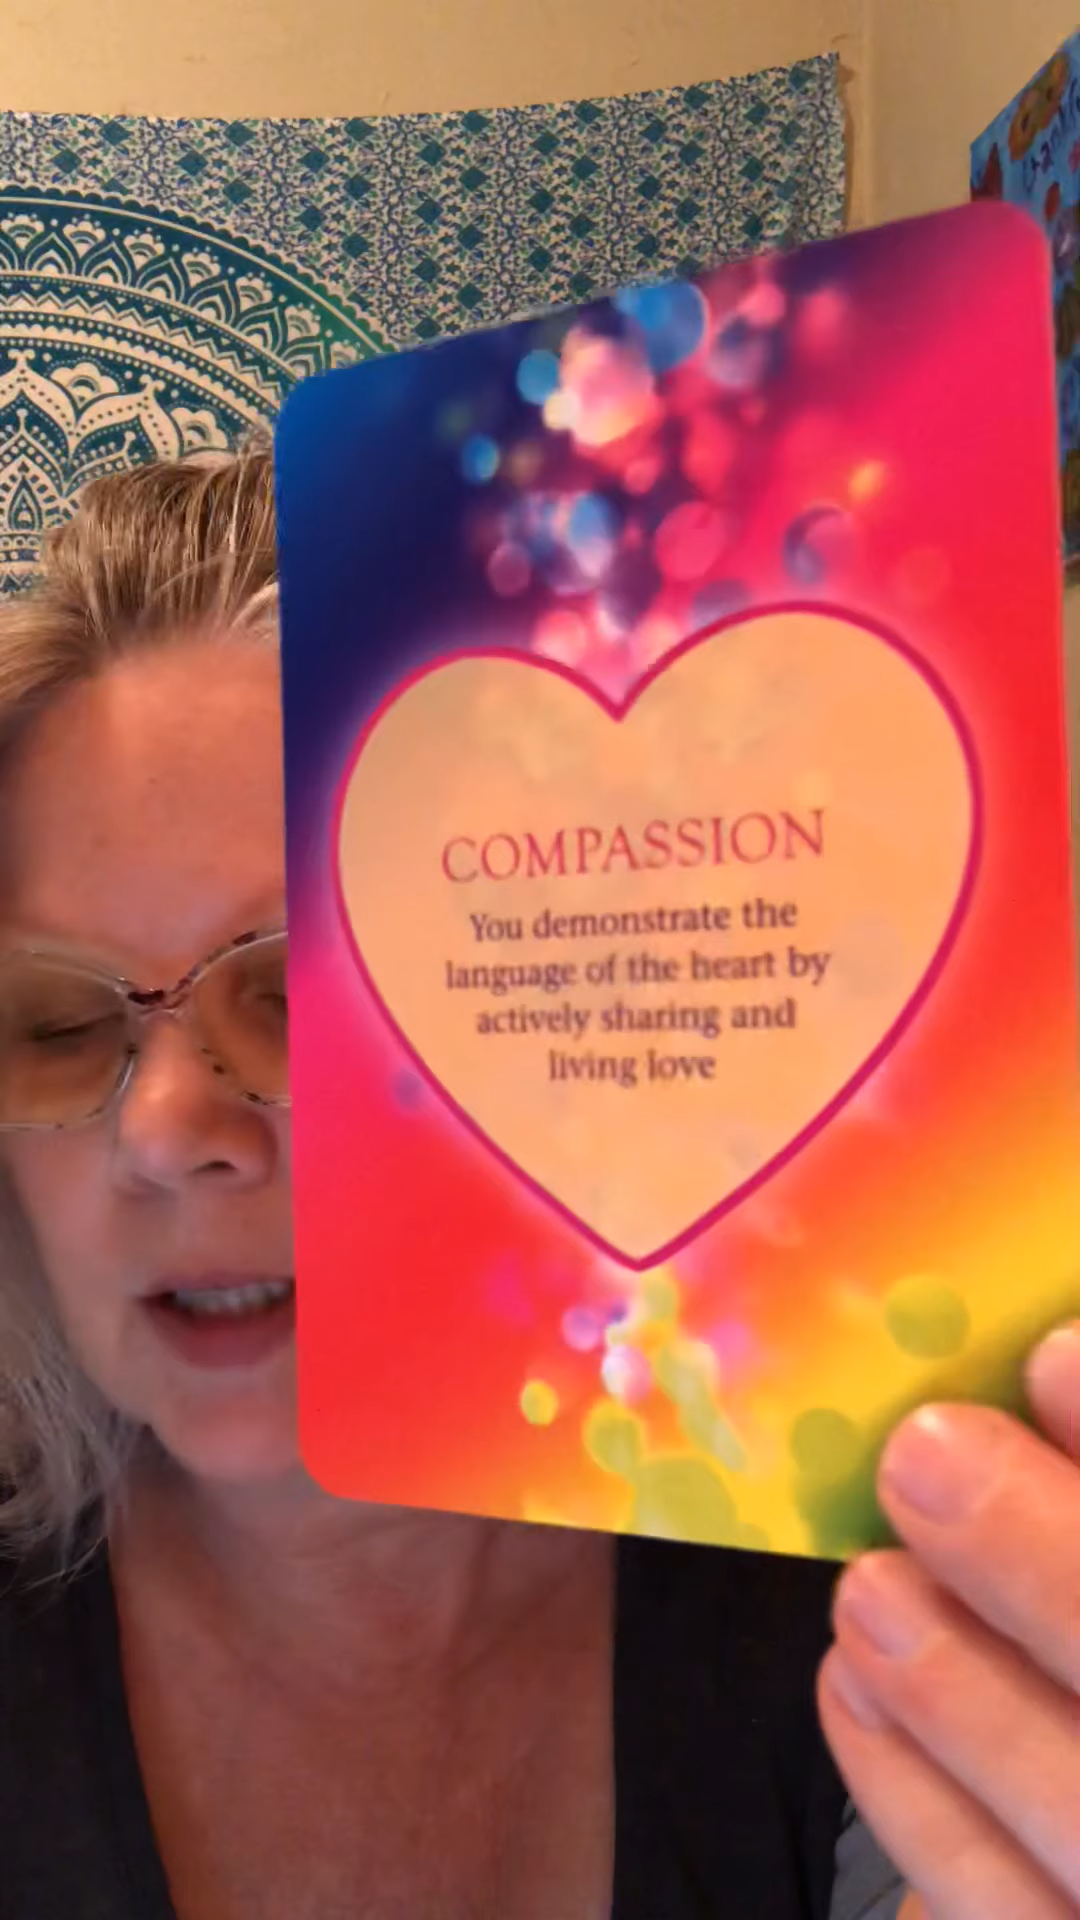 COMPASSION
You demonstrate the
language of the heart by
actively sharing and
living love